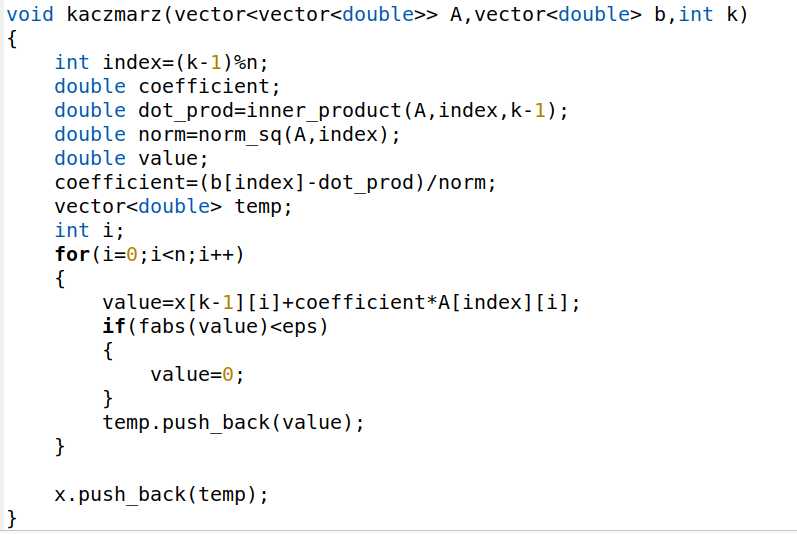 void kaczmarz(vector<vector<double>> A,vector<double> b,int k)
{
    int index=(k-1)%n;
    double coefficient;
    double dot_prod=inner_product(A,index,k-1);
    double norm=norm_sq(A,index);
    double value;
    coefficient=(b[index]-dot_prod)/norm;
    vector<double> temp;
    int i;
    for(i=0;i<n;i++)
    {
        value=x[k-1][i]+coefficient*A[index][i];
        if(fabs(value)<eps)
        {
            value=0;
        }
        temp.push_back(value);
    }

    x.push_back(temp);
}